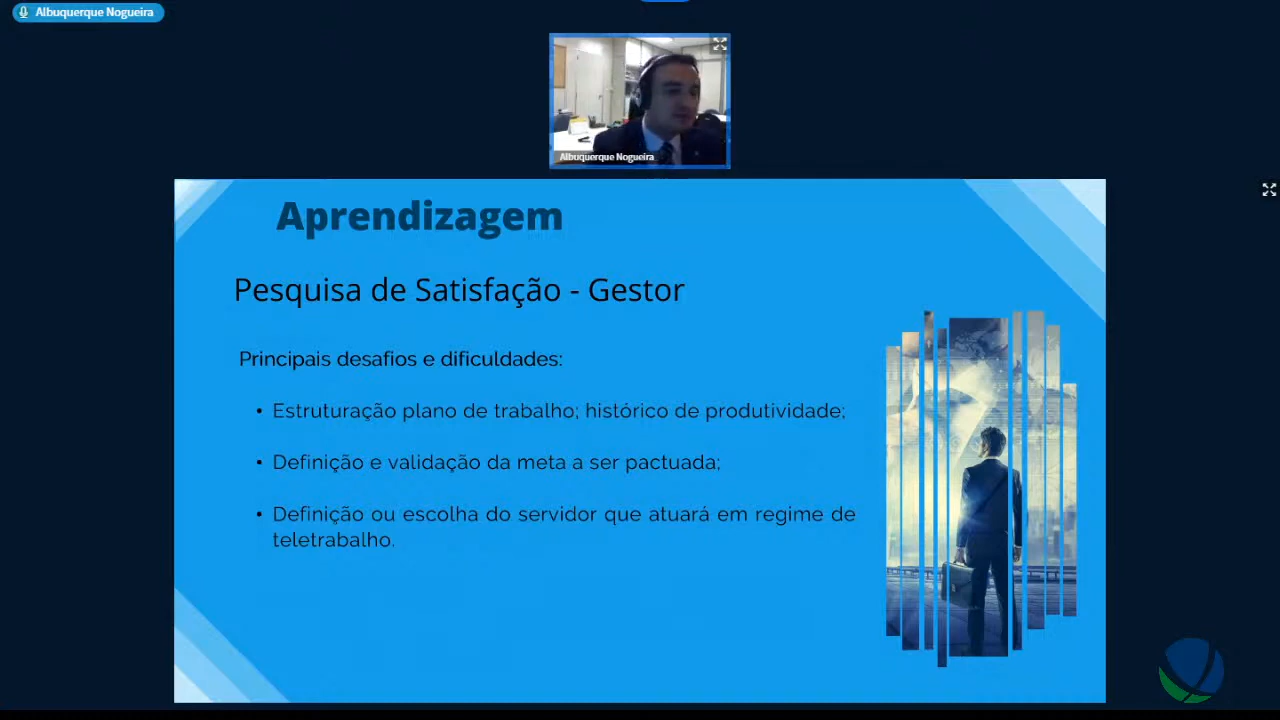 Albuquerque Nogueira
Albuquerque Nogueira
Aprendizagem
Pesquisa de Satisfação - Gestor
Principais desafios e dificuldades:
• Estruturação plano de trabalho; histórico de produtividade;
• Definição e validação da meta a ser pactuada;
• Definição ou escolha do servidor que atuará em regime de
teletrabalho.